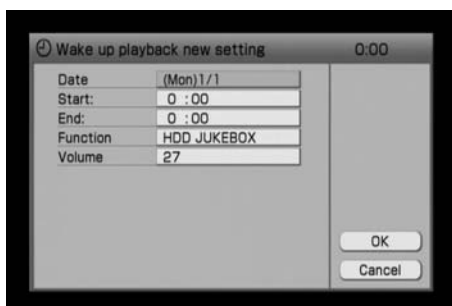 Wake up playback new setting 0:00
Date (Mon)1/1
Start: 0 :00
End: 0 :00
Function HDD JUKEBOX
Volume 27
OK
Cancel